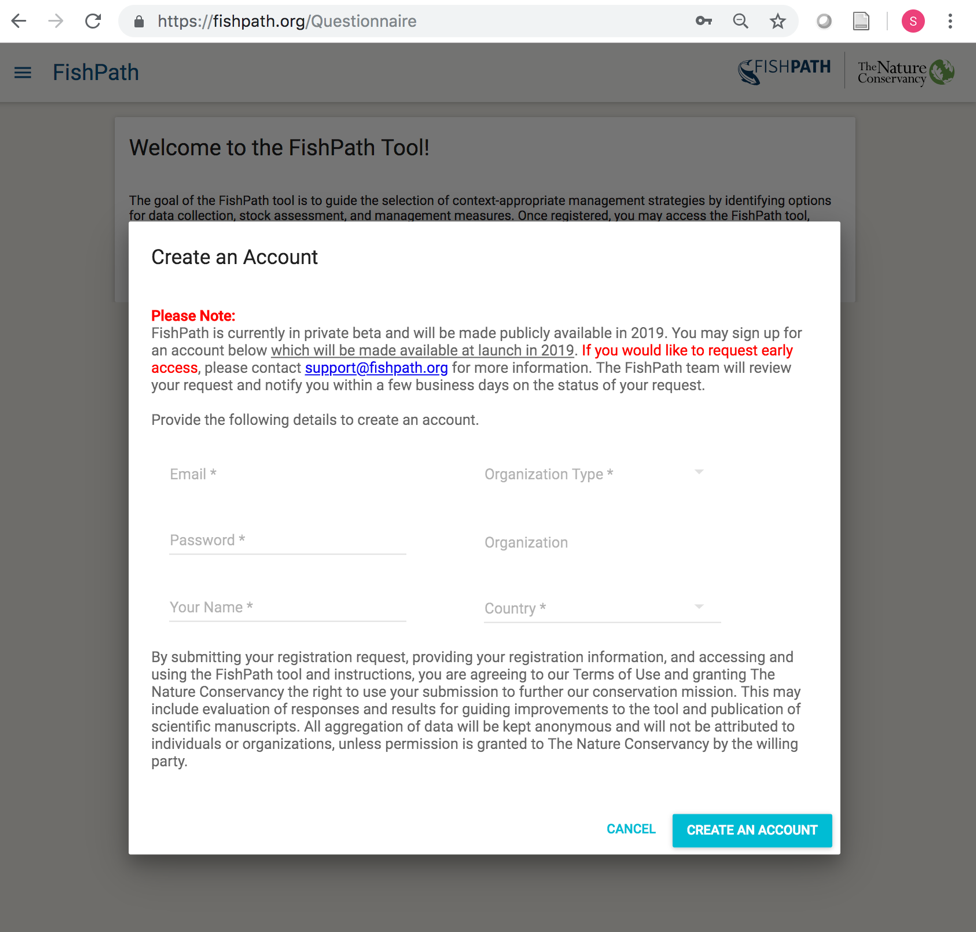 https://fishpath.org/Questionnaire
S
FishPath
FISHPATH
The Nature
Conservancy
Welcome to the FishPath Tool!
The goal of the FishPath tool is to guide the selection of context-appropriate management strategies by identifying options
for data collection, stock assessment, and management measures. Once registered, you may access the FishPath tool,
Create an Account
Please Note:
FishPath is currently in private beta and will be made publicly available in 2019. You may sign up for
an account below which will be made available at launch in 2019. If you would like to request early
access, please contact support@fishpath.org for more information. The FishPath team will review
your request and notify you within a few business days on the status of your request.
Provide the following details to create an account.
Email *
Organization Type *
Password *
Organization
Your Name *
Country *
By submitting your registration request, providing your registration information, and accessing and
using the FishPath tool and instructions, you are agreeing to our Terms of Use and granting The
Nature Conservancy the right to use your submission to further our conservation mission. This may
include evaluation of responses and results for guiding improvements to the tool and publication of
scientific manuscripts. All aggregation of data will be kept anonymous and will not be attributed to
individuals or organizations, unless permission is granted to The Nature Conservancy by the willing
party.
CANCEL
CREATE AN ACCOUNT